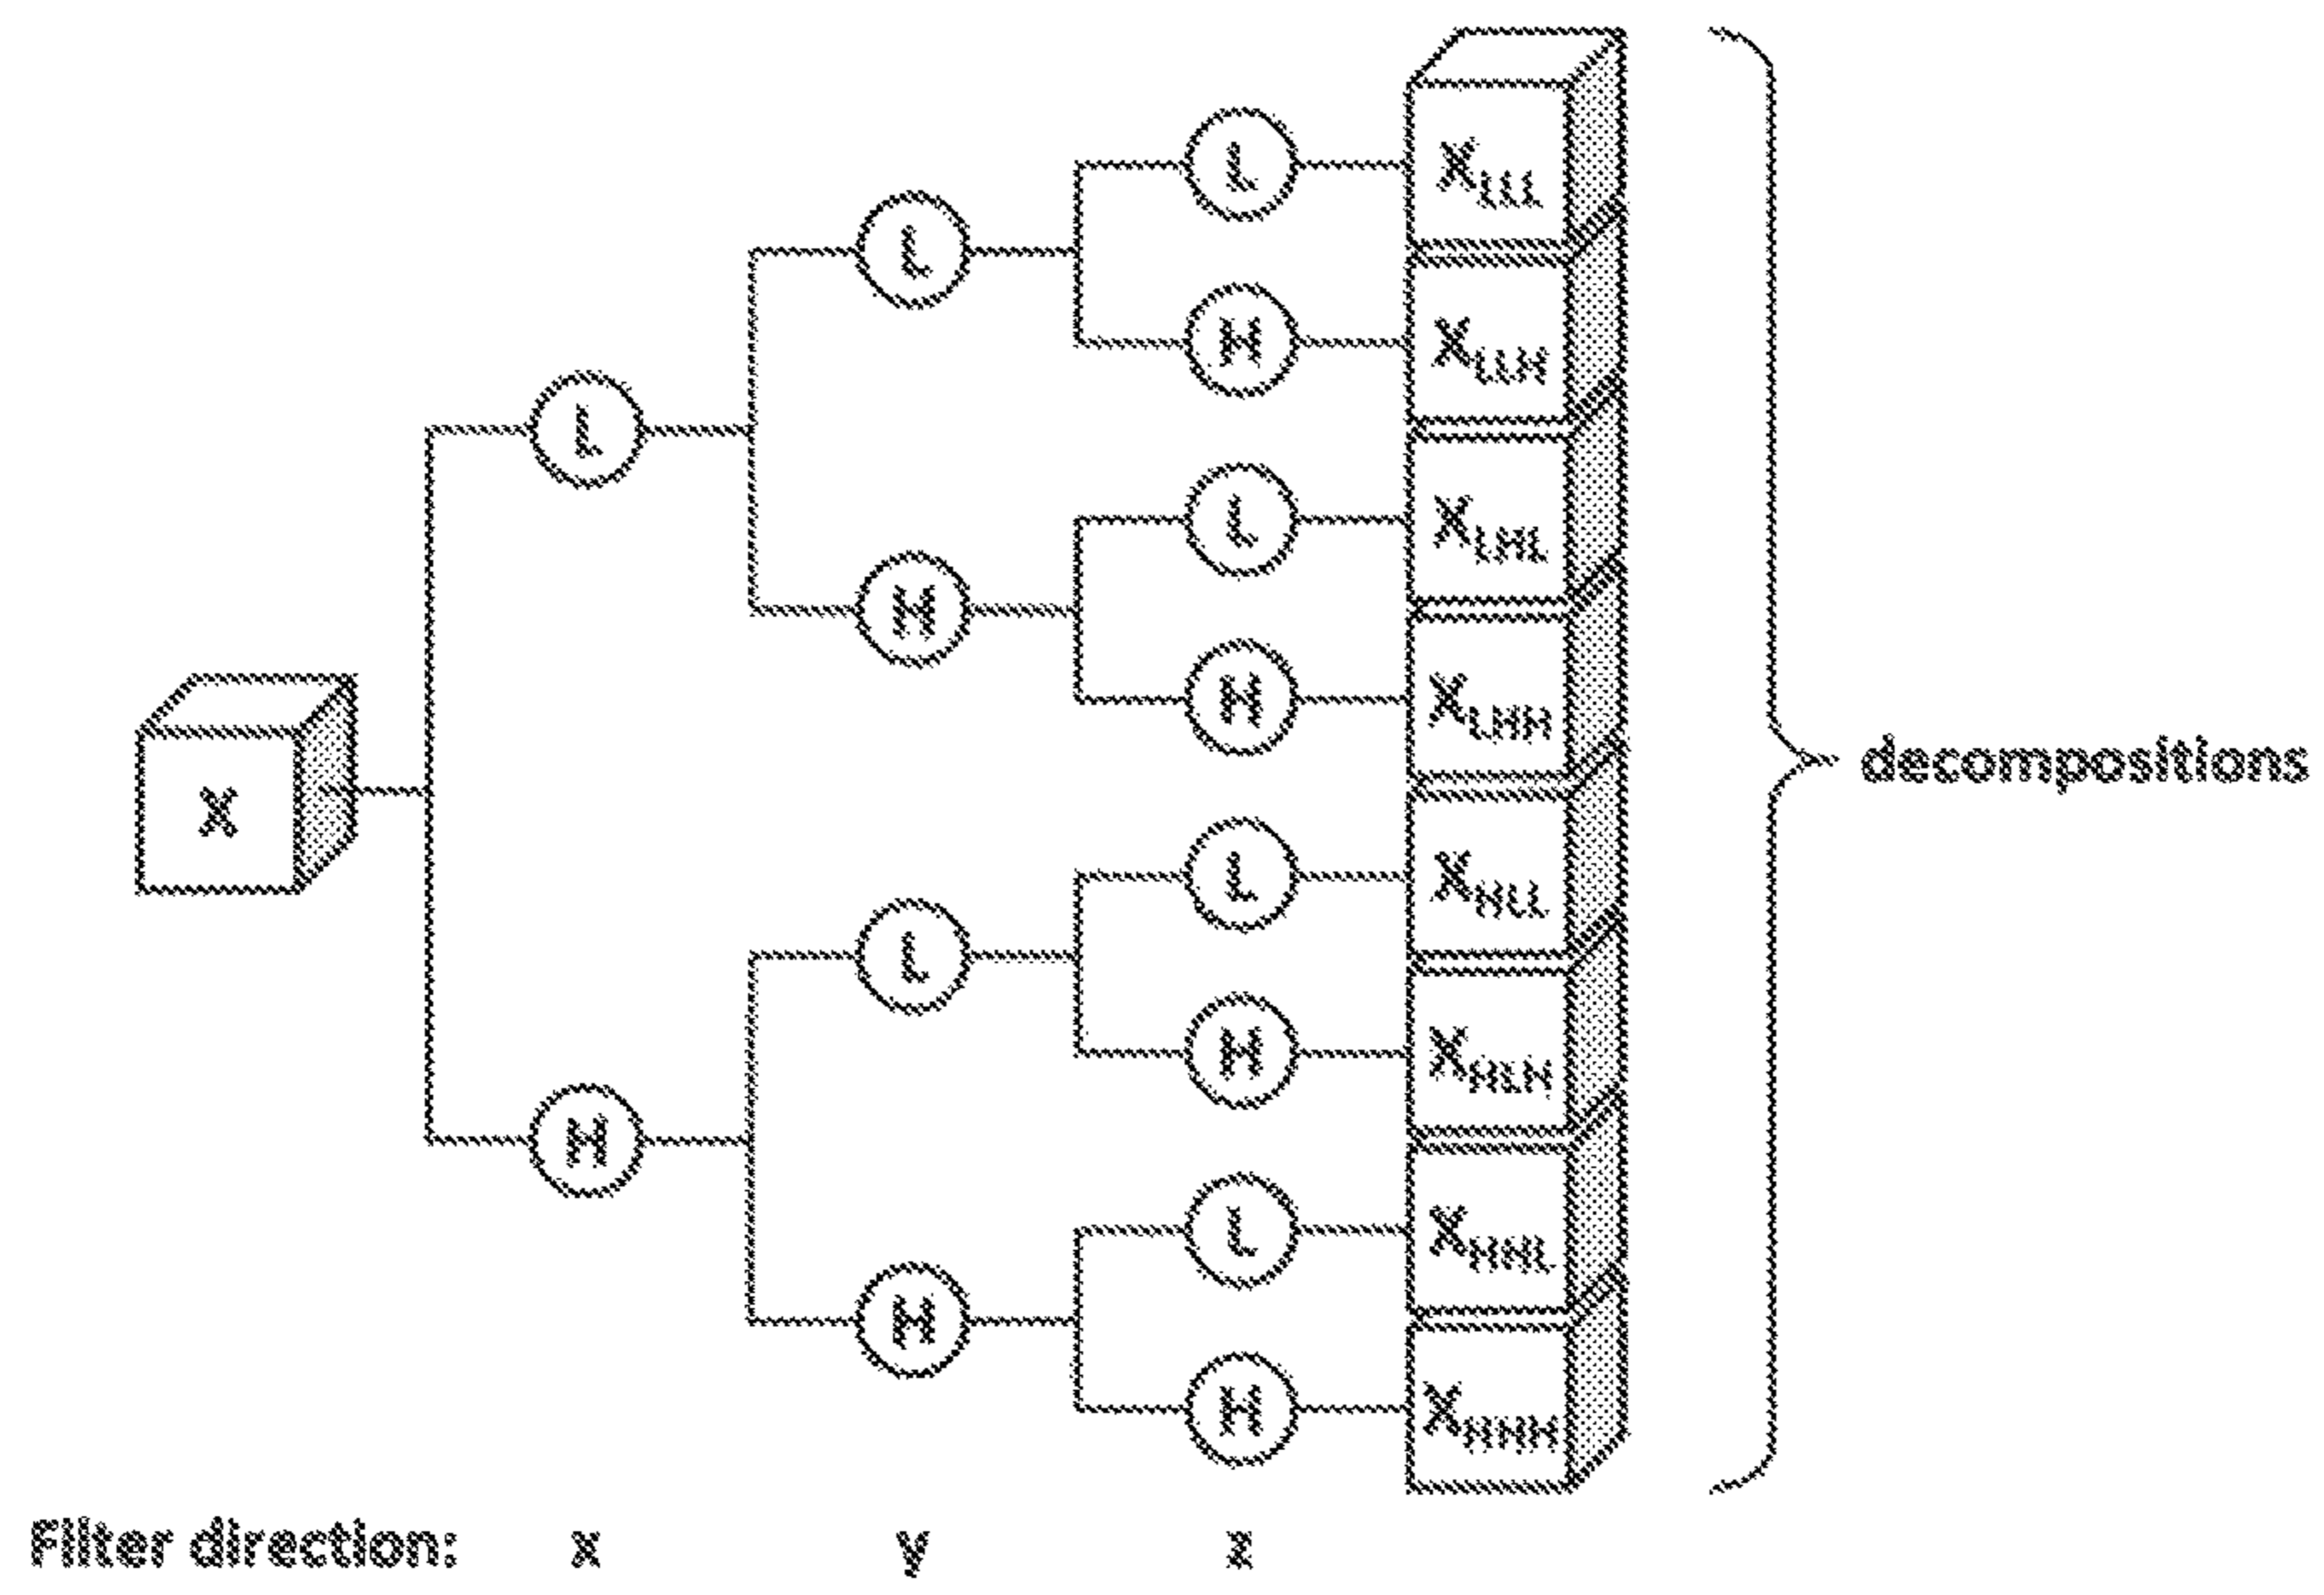 L
X_LLL
L
H
X_LLH
L
L
X_LHL
H
H
X_LHH
X
L
X_HLL
decompositions
L
H
X_HLH
H
L
X_HHL
H
H
X_HHH
Filter direction: x y z